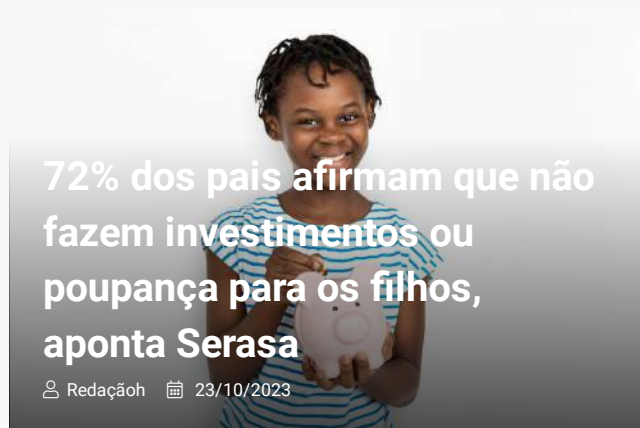 72% dos pais afirmam que não
fazem investimentos ou
poupança para os filhos,
aponta Serasa
Redaçãoh 23/10/2023